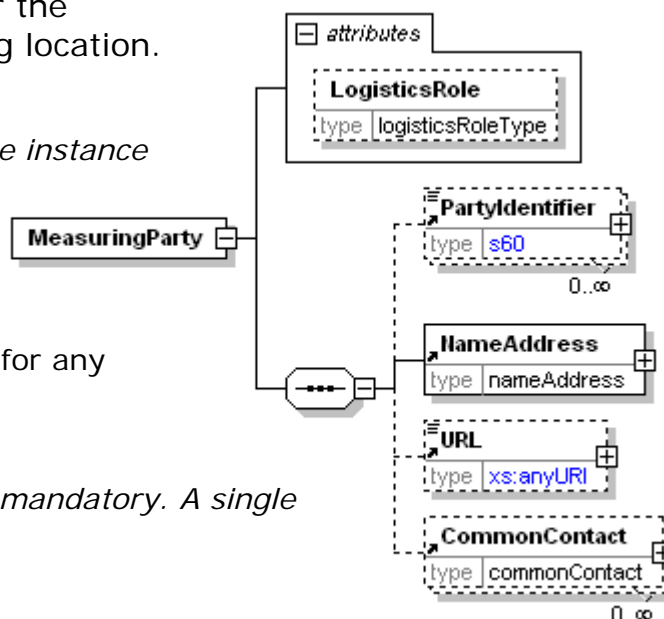 r the
g location.
e instance
for any
mandatory. A single
attributes
LogisticsRole
type logisticsRoleType
MeasuringParty
PartyIdentifier
type s60
0..∞
NameAddress
type nameAddress
URL
type xs:anyURI
CommonContact
type commonContact
0..∞